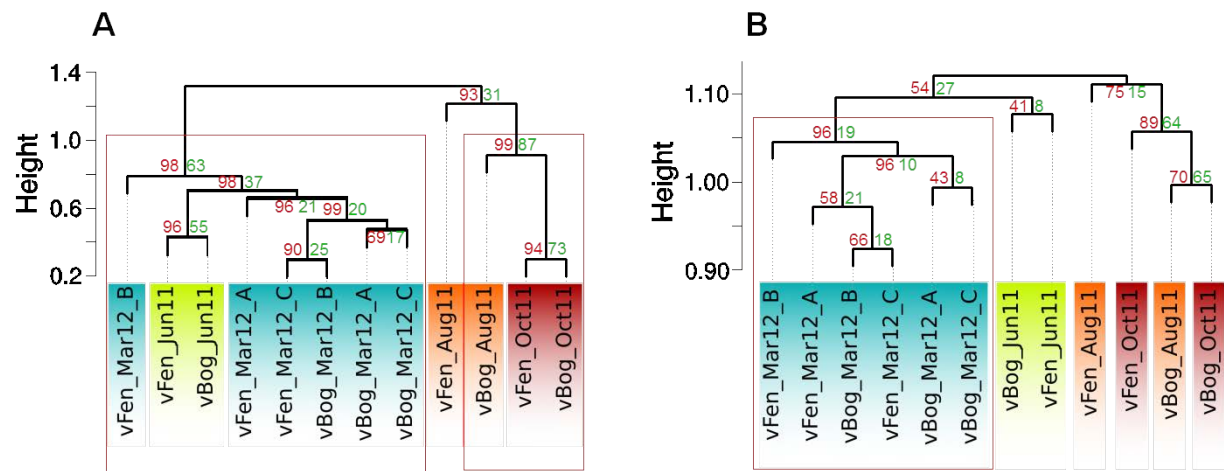 A
B
Height
1.4
1.0
0.6
0.2
93 31
99 87
98 63
98 37
96 21
99 20
96 55
90 25
69 17
94 73
vFen_Mar12_B
vFen_Jun11
vBog_Jun11
vFen_Mar12_A
vFen_Mar12_C
vBog_Mar12_B
vBog_Mar12_A
vBog_Mar12_C
vFen_Aug11
vBog_Aug11
vFen_Oct11
vBog_Oct11
Height
1.10
1.00
0.90
54 27
75 15
41 8
89 64
96 19
96 10
43 8
70 65
58 21
66 18
vFen_Mar12_B
vFen_Mar12_A
vBog_Mar12_B
vFen_Mar12_C
vBog_Mar12_A
vBog_Mar12_C
vBog_Jun11
vFen_Jun11
vFen_Aug11
vFen_Oct11
vBog_Aug11
vBog_Oct11